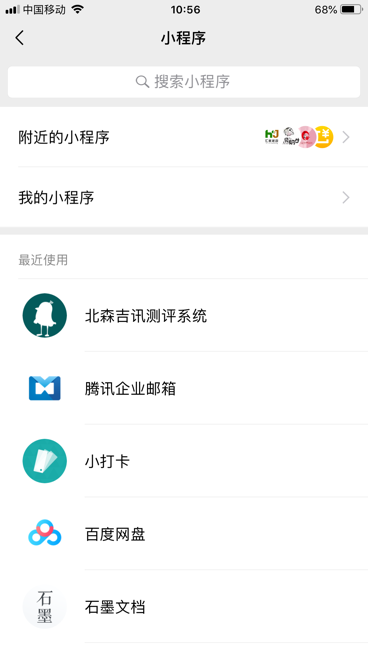 中国移动
10:56
68%
小程序
搜索小程序
附近的小程序
我的小程序
最近使用
北森吉讯测评系统
腾讯企业邮箱
小打卡
百度网盘
石墨
石墨文档